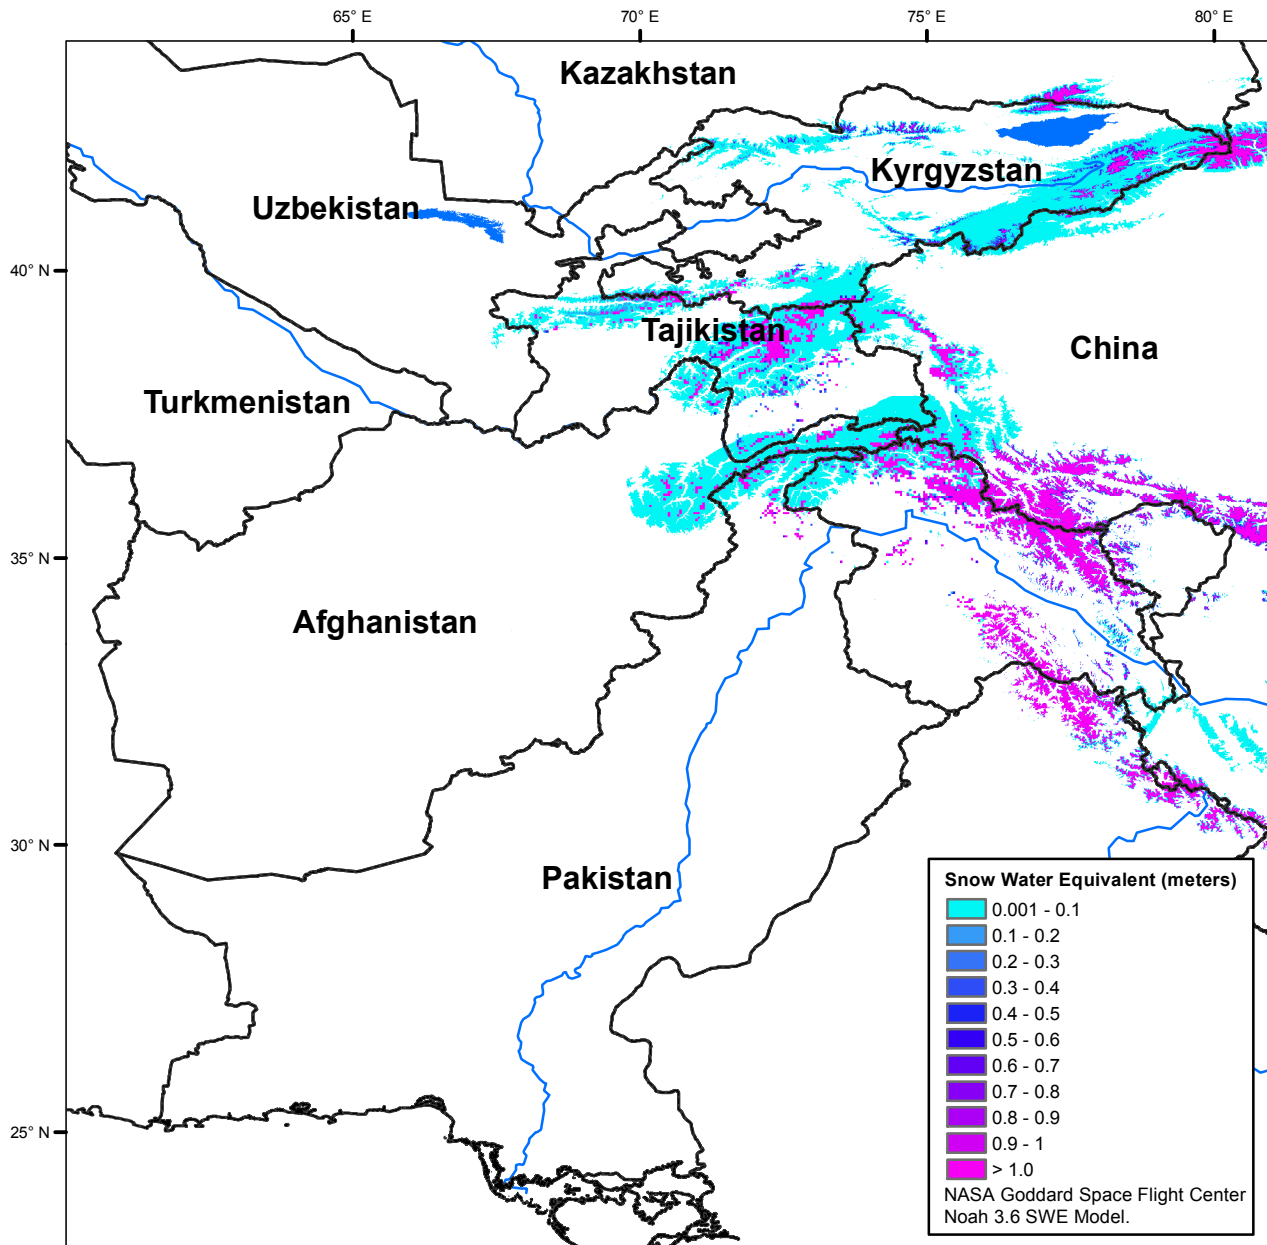 65° E
70° E
75° E
80° E
Kazakhstan
Kyrgyzstan
Uzbekistan
40° N
Tajikistan
China
Turkmenistan
35° N
Afghanistan
30° N
Pakistan
25° N
Snow Water Equivalent (meters)
0.001 - 0.1
0.1 - 0.2
0.2 - 0.3
0.3 - 0.4
0.4 - 0.5
0.5 - 0.6
0.6 - 0.7
0.7 - 0.8
0.8 - 0.9
0.9 - 1
> 1.0
NASA Goddard Space Flight Center
Noah 3.6 SWE Model.